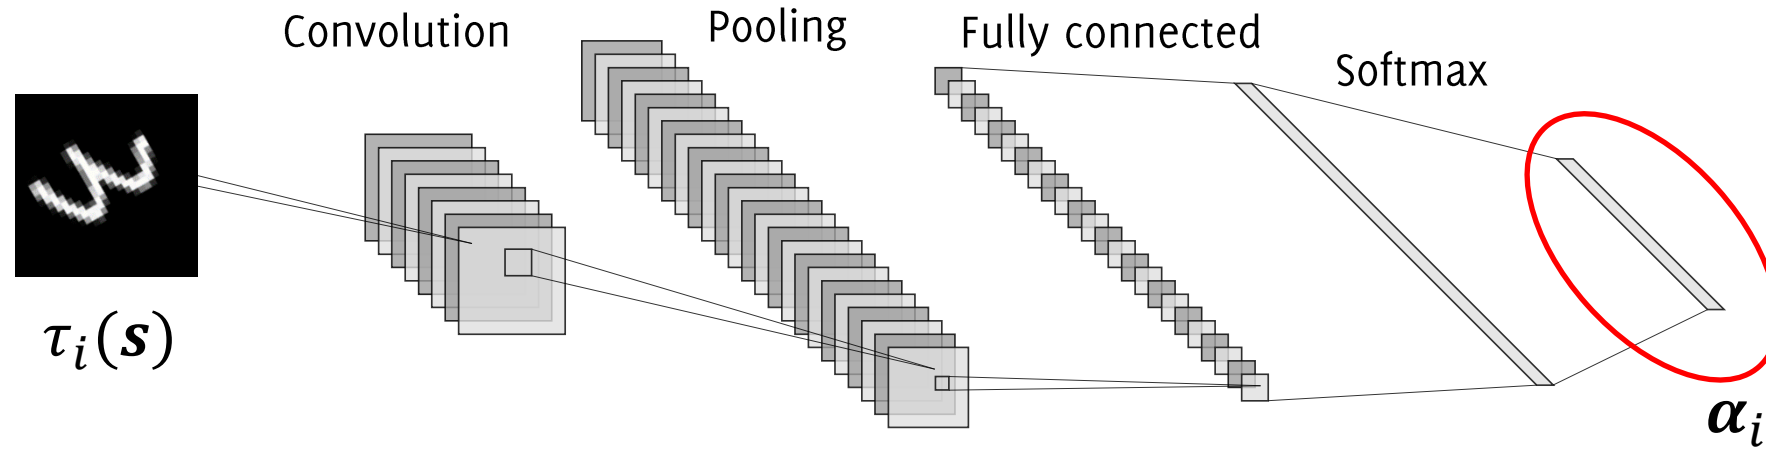 Convolution
Pooling
Fully connected
Softmax
τᵢ(s)
αᵢ